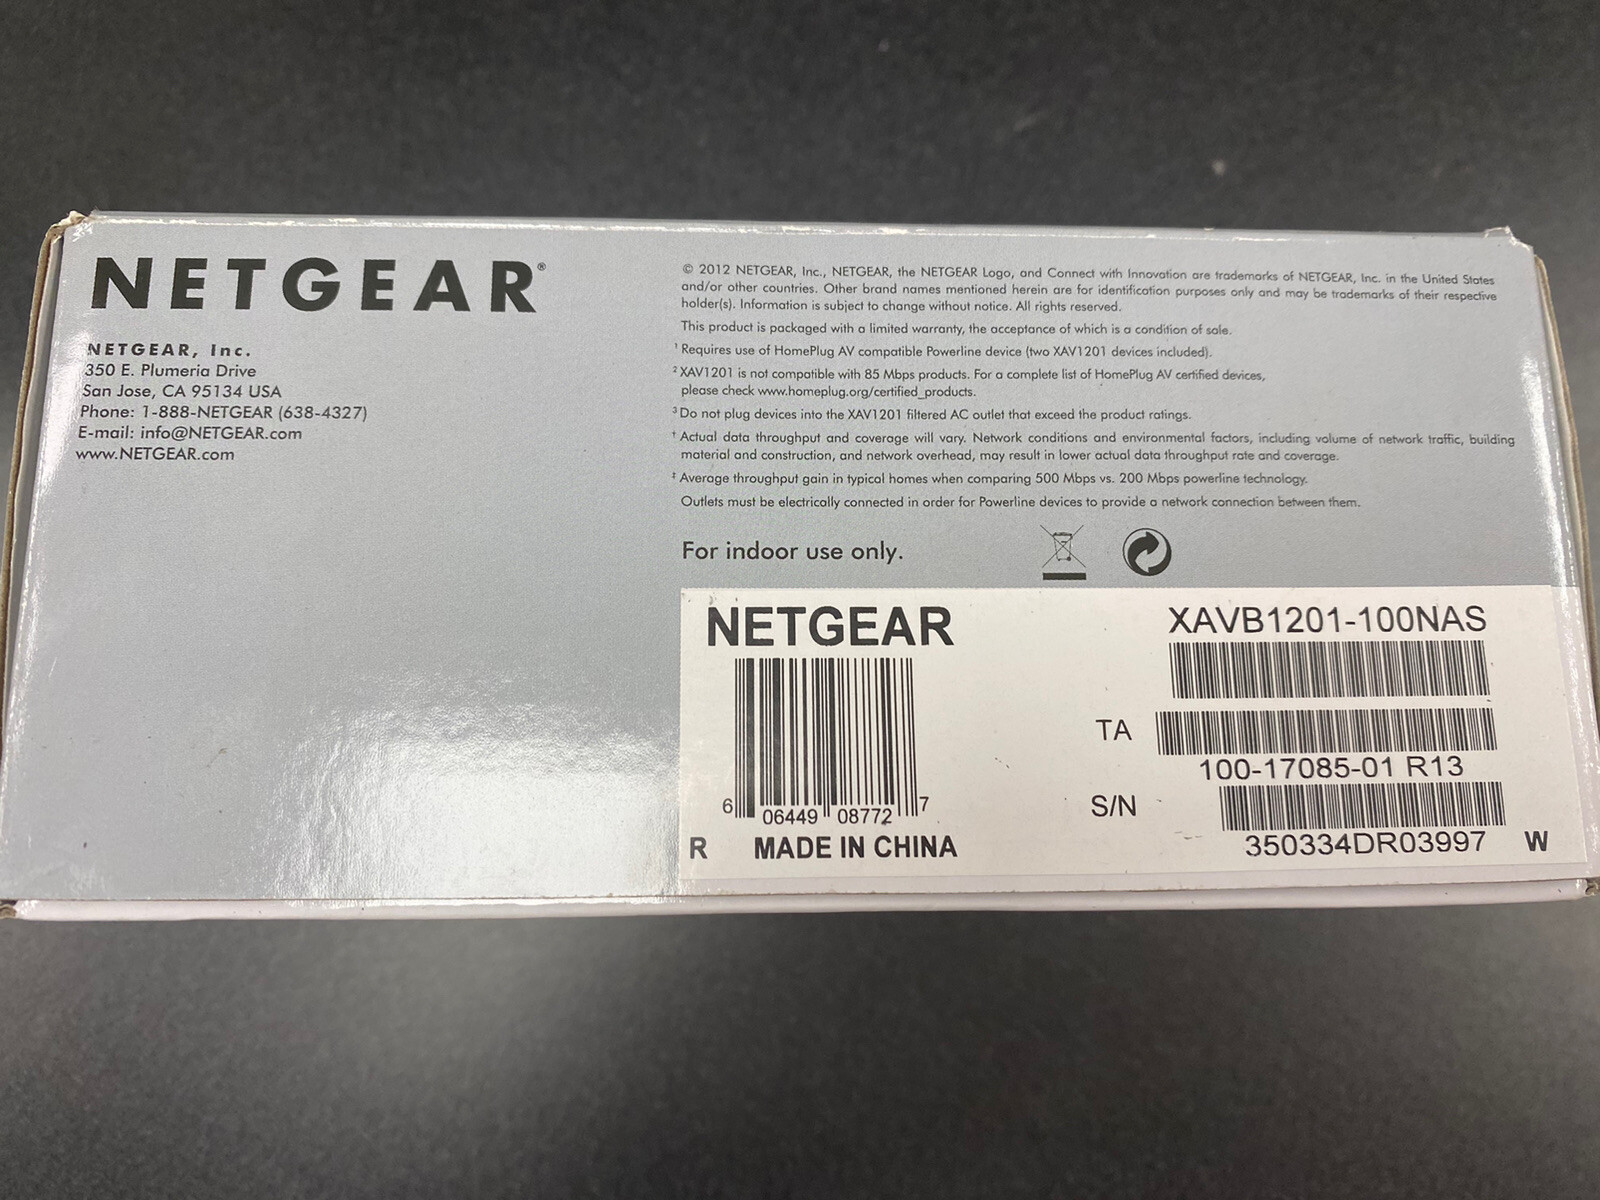 NETGEAR®
NETGEAR, Inc.
350 E. Plumeria Drive
San Jose, CA 95134 USA
Phone: 1-888-NETGEAR (638-4327)
E-mail: info@NETGEAR.com
www.NETGEAR.com
© 2012 NETGEAR, Inc., NETGEAR, the NETGEAR Logo, and Connect with Innovation are trademarks of NETGEAR, Inc. in the United States
and/or other countries. Other brand names mentioned herein are for identification purposes only and may be trademarks of their respective
holder(s). Information is subject to change without notice. All rights reserved.
This product is packaged with a limited warranty, the acceptance of which is a condition of sale.
¹ Requires use of HomePlug AV compatible Powerline device (two XAV1201 devices included).
² XAV1201 is not compatible with 85 Mbps products. For a complete list of HomePlug AV certified devices,
please check www.homeplug.org/certified_products.
³ Do not plug devices into the XAV1201 filtered AC outlet that exceed the product ratings.
† Actual data throughput and coverage will vary. Network conditions and environmental factors, including volume of network traffic, building
material and construction, and network overhead, may result in lower actual data throughput rate and coverage.
‡ Average throughput gain in typical homes when comparing 500 Mbps vs. 200 Mbps powerline technology.
Outlets must be electrically connected in order for Powerline devices to provide a network connection between them.
For indoor use only.
NETGEAR
6 06449 08772 7
R MADE IN CHINA
XAVB1201-100NAS
TA
100-17085-01 R13
S/N
350334DR03997 W